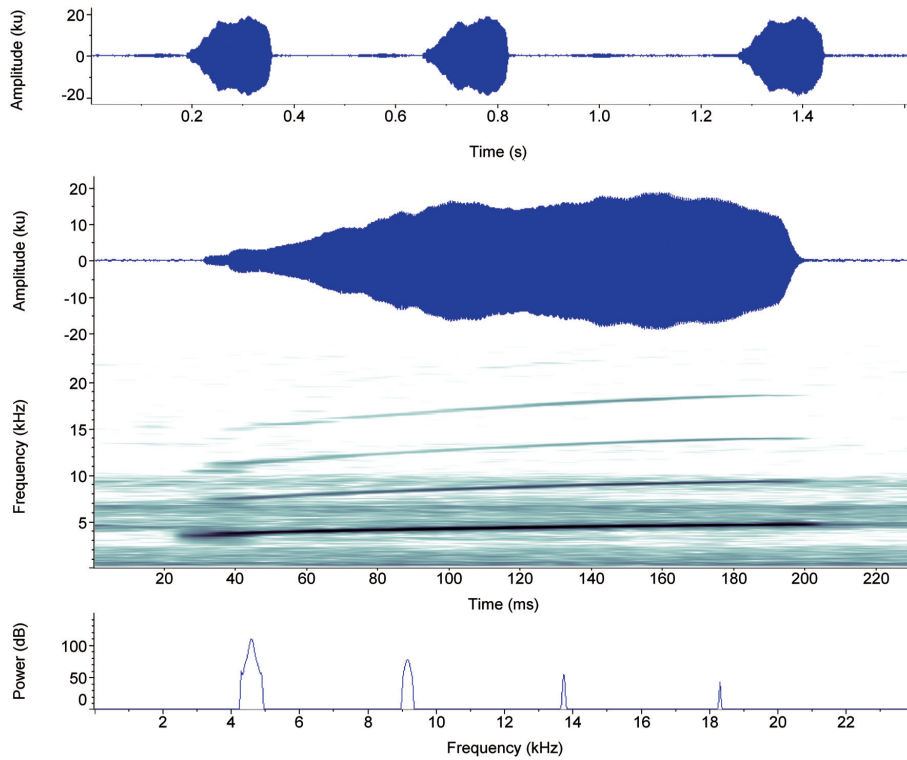 Amplitude (ku)
20
0
-20
0.2 0.4 0.6 0.8 1.0 1.2 1.4
Time (s)
Amplitude (ku)
20
10
0
-10
-20
Frequency (kHz)
20
15
10
5
20 40 60 80 100 120 140 160 180 200 220
Time (ms)
Power (dB)
100
50
0
2 4 6 8 10 12 14 16 18 20 22
Frequency (kHz)